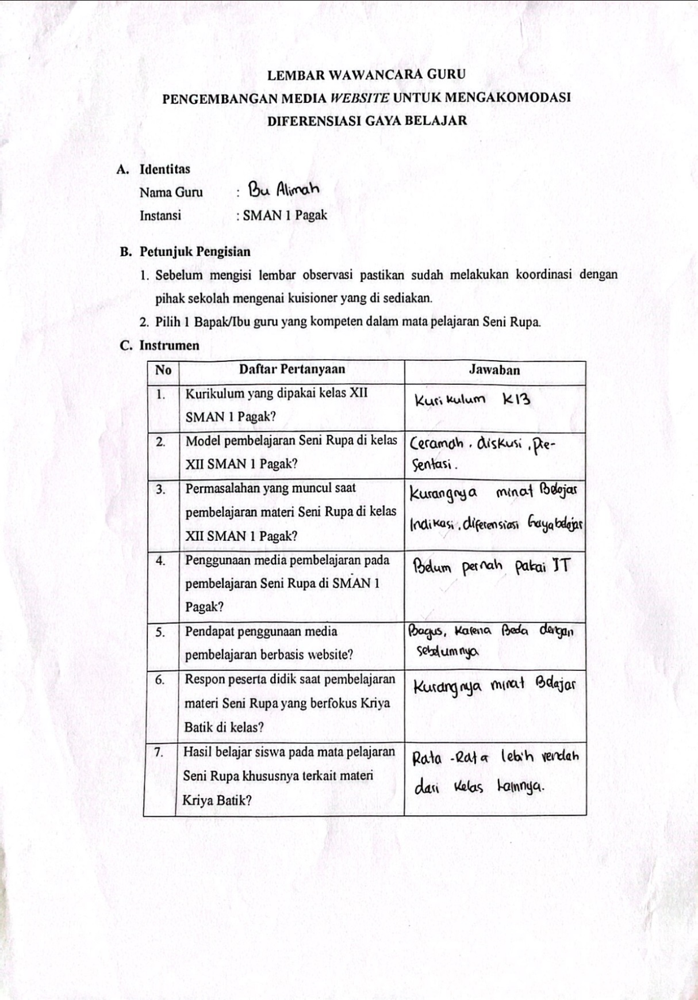 LEMBAR WAWANCARA GURU
PENGEMBANGAN MEDIA WEBSITE UNTUK MENGAKOMODASI
DIFERENSIASI GAYA BELAJAR
A. Identitas
Nama Guru : Bu Alimah
Instansi : SMAN 1 Pagak
B. Petunjuk Pengisian
1. Sebelum mengisi lembar observasi pastikan sudah melakukan koordinasi dengan
pihak sekolah mengenai kuisioner yang di sediakan.
2. Pilih 1 Bapak/Ibu guru yang kompeten dalam mata pelajaran Seni Rupa.
C. Instrumen
No Daftar Pertanyaan Jawaban
1. Kurikulum yang dipakai kelas XII
SMAN 1 Pagak?
Kurikulum K13
2. Model pembelajaran Seni Rupa di kelas
XII SMAN 1 Pagak?
Ceramah, diskusi, Pre-
sentasi.
3. Permasalahan yang muncul saat
pembelajaran materi Seni Rupa di kelas
XII SMAN 1 Pagak?
Kurangnya minat Belajar
Indikasi, diferensiasi Gaya belajar
4. Penggunaan media pembelajaran pada
pembelajaran Seni Rupa di SMAN 1
Pagak?
Belum pernah pakai IT
5. Pendapat penggunaan media
pembelajaran berbasis website?
Bagus, Karena Beda dengan
sebelumnya
6. Respon peserta didik saat pembelajaran
materi Seni Rupa yang berfokus Kriya
Batik di kelas?
Kurangnya minat Belajar
7. Hasil belajar siswa pada mata pelajaran
Seni Rupa khususnya terkait materi
Kriya Batik?
Rata-Rata lebih rendah
dari Kelas Lainnya.